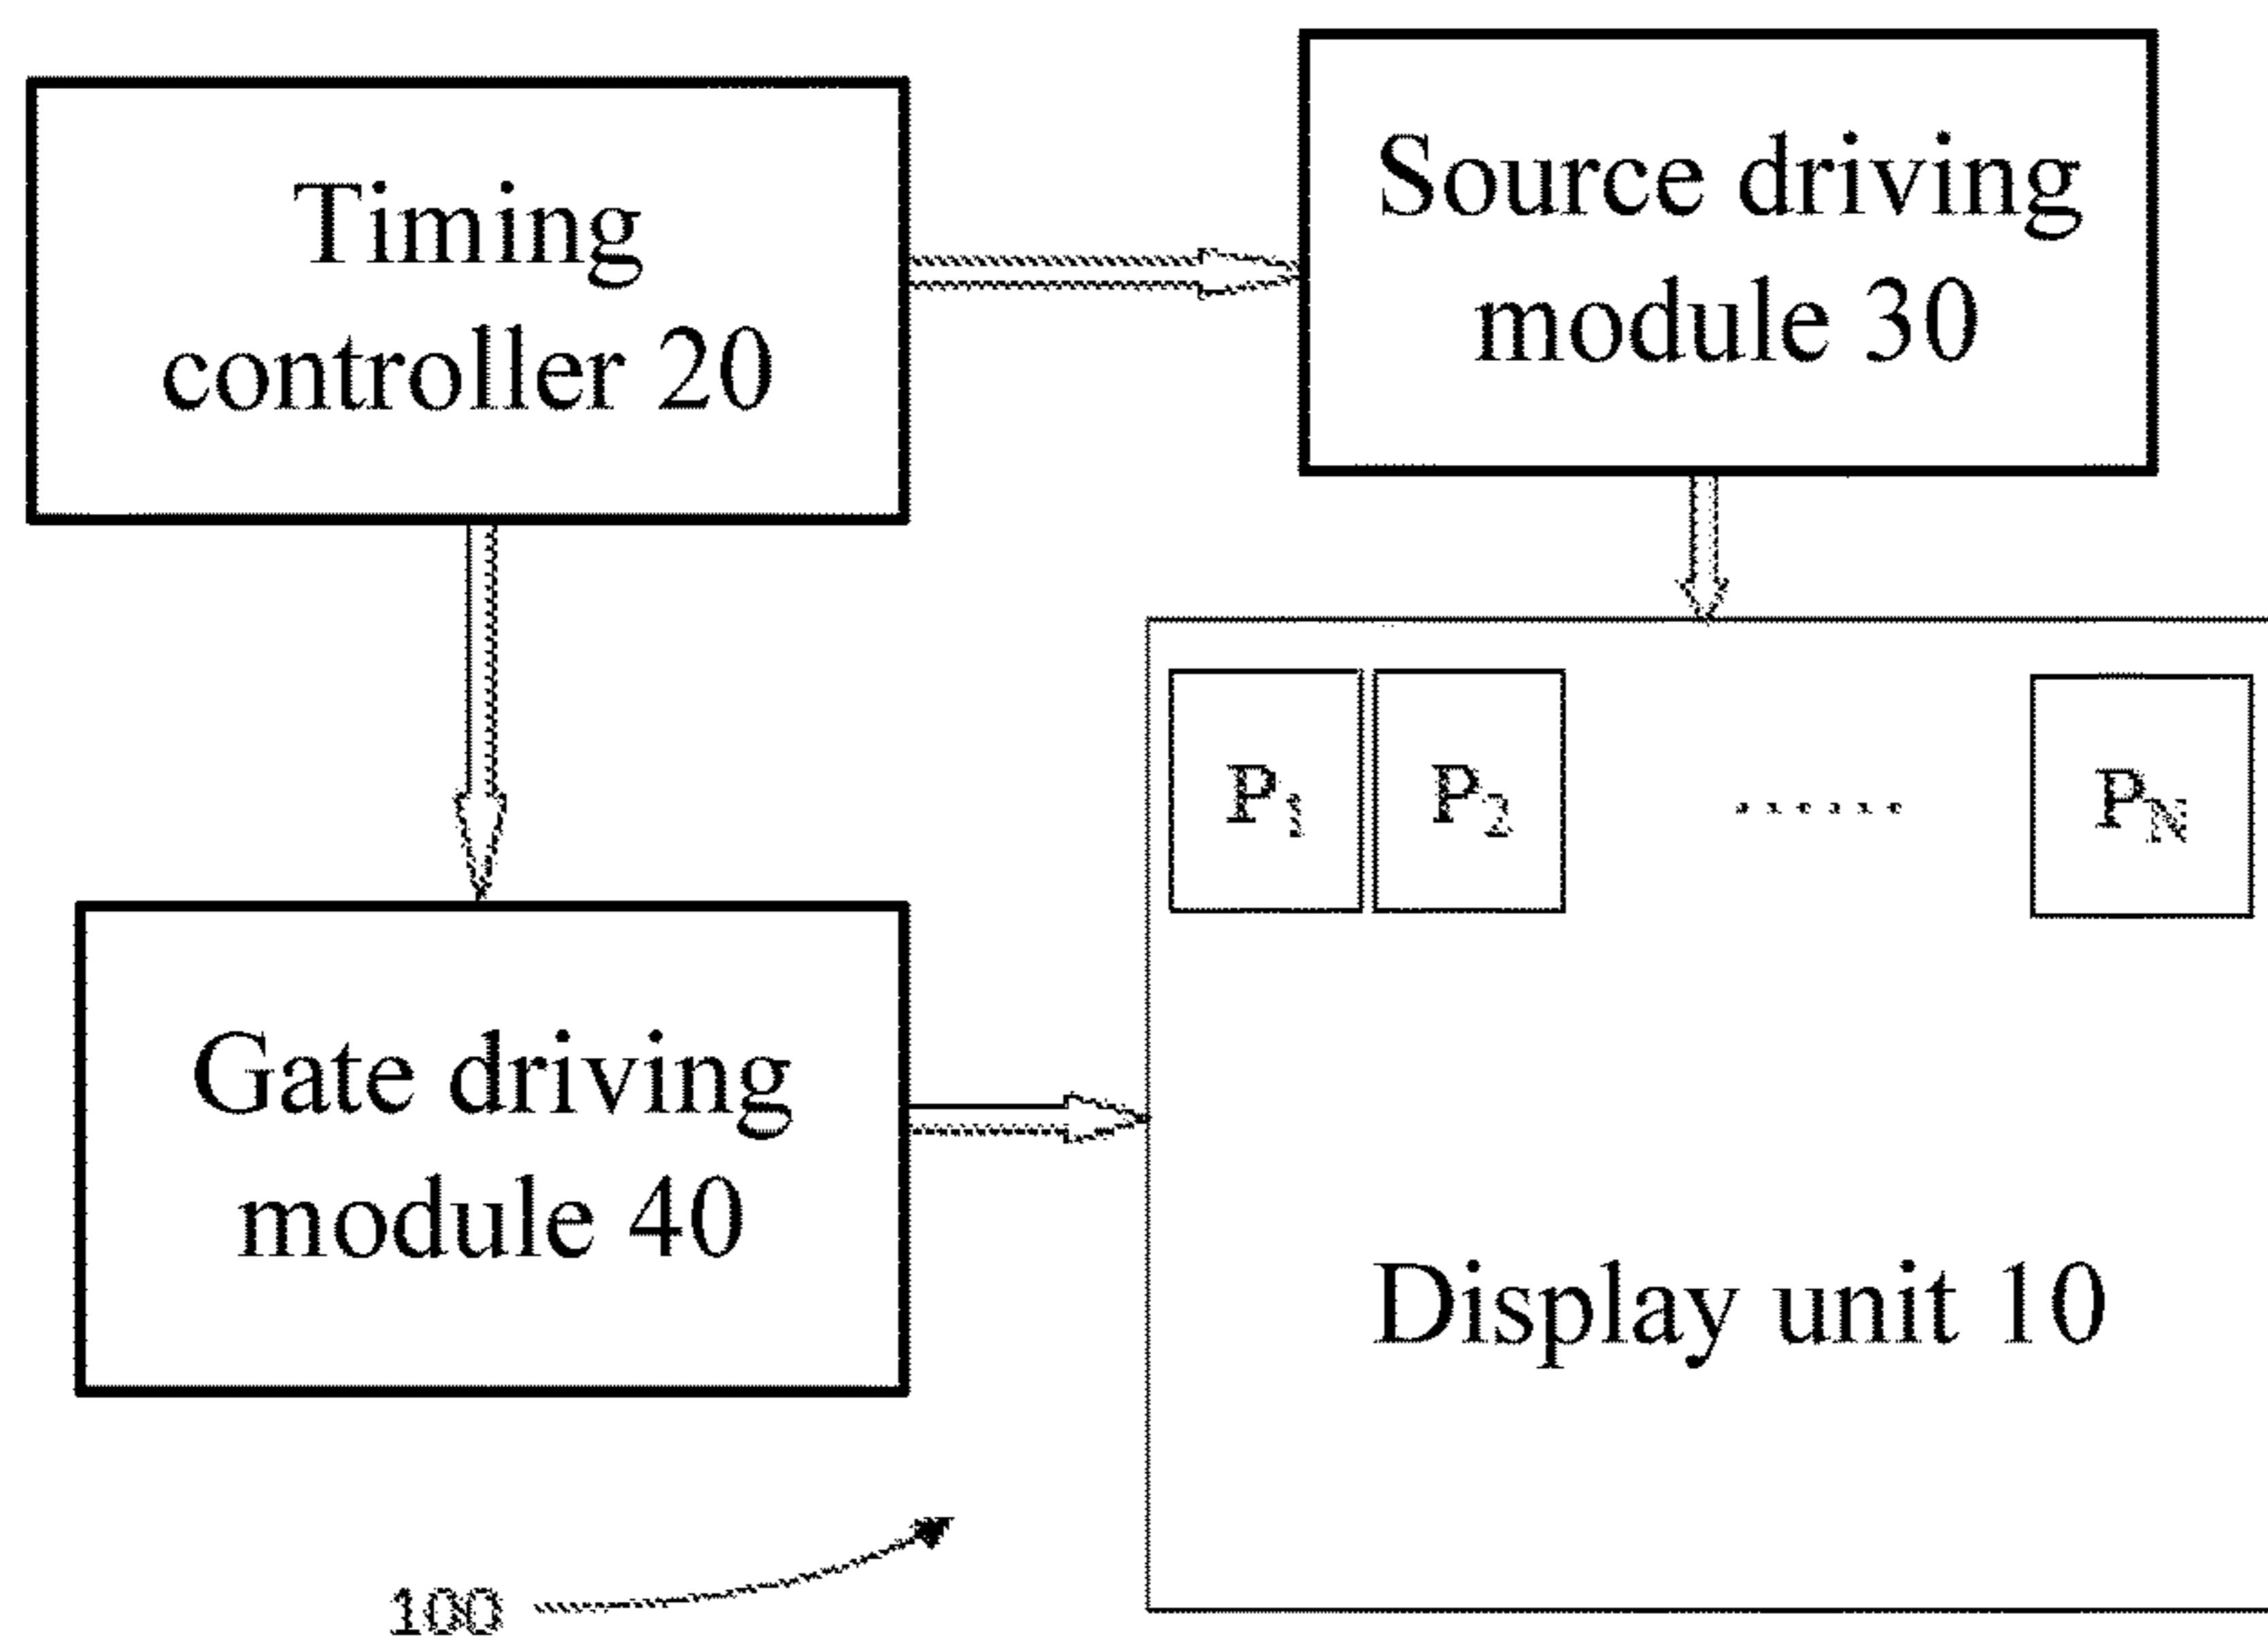 Timing
controller 20
Source driving
module 30
P1 P2 ...... PN
Gate driving
module 40
Display unit 10
100